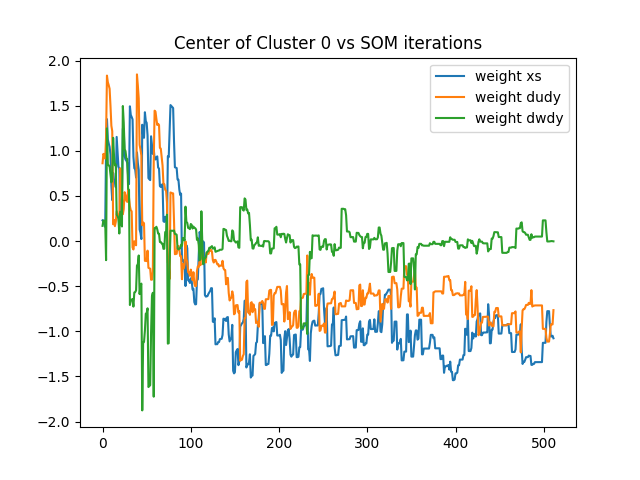 Center of Cluster 0 vs SOM iterations
weight xs
weight dudy
weight dwdy
2.0
1.5
1.0
0.5
0.0
−0.5
−1.0
−1.5
−2.0
0 100 200 300 400 500